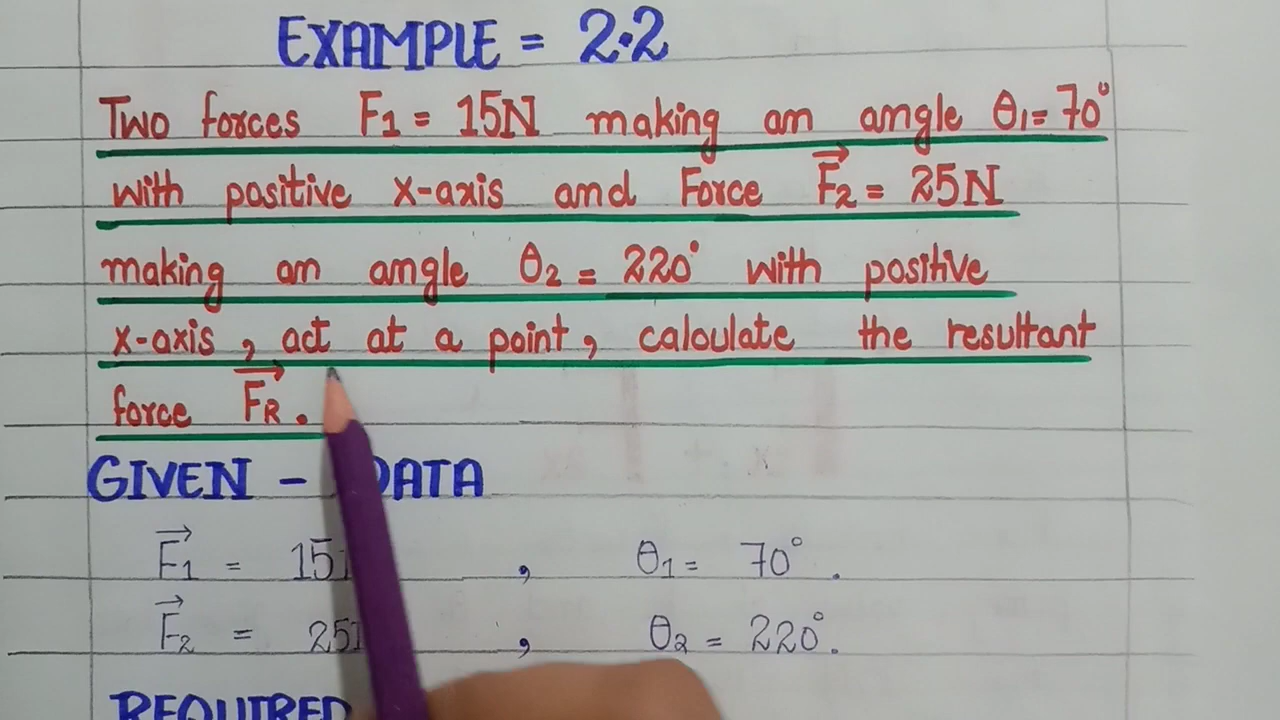 EXAMPLE = 2.2
Two forces F1 = 15N making an angle θ1= 70°
with positive x-axis and Force F2 = 25N
making an angle θ2 = 220° with positive
x-axis, act at a point, calculate the resultant
force FR.
GIVEN - DATA
F1 = 15 , θ1= 70°.
F2 = 25 , θ2 = 220°.
REQUIRED